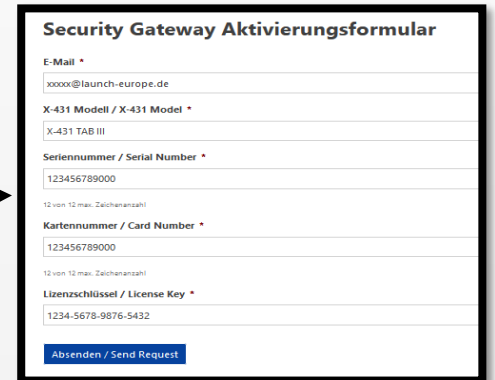 Security Gateway Aktivierungsformular
E-Mail *
xxxxx@launch-europe.de
X-431 Modell / X-431 Model *
X-431 TAB III
Seriennummer / Serial Number *
123456789000
12 von 12 max. Zeichenanzahl
Kartennummer / Card Number *
123456789000
12 von 12 max. Zeichenanzahl
Lizenzschlüssel / License Key *
1234-5678-9876-5432
Absenden / Send Request